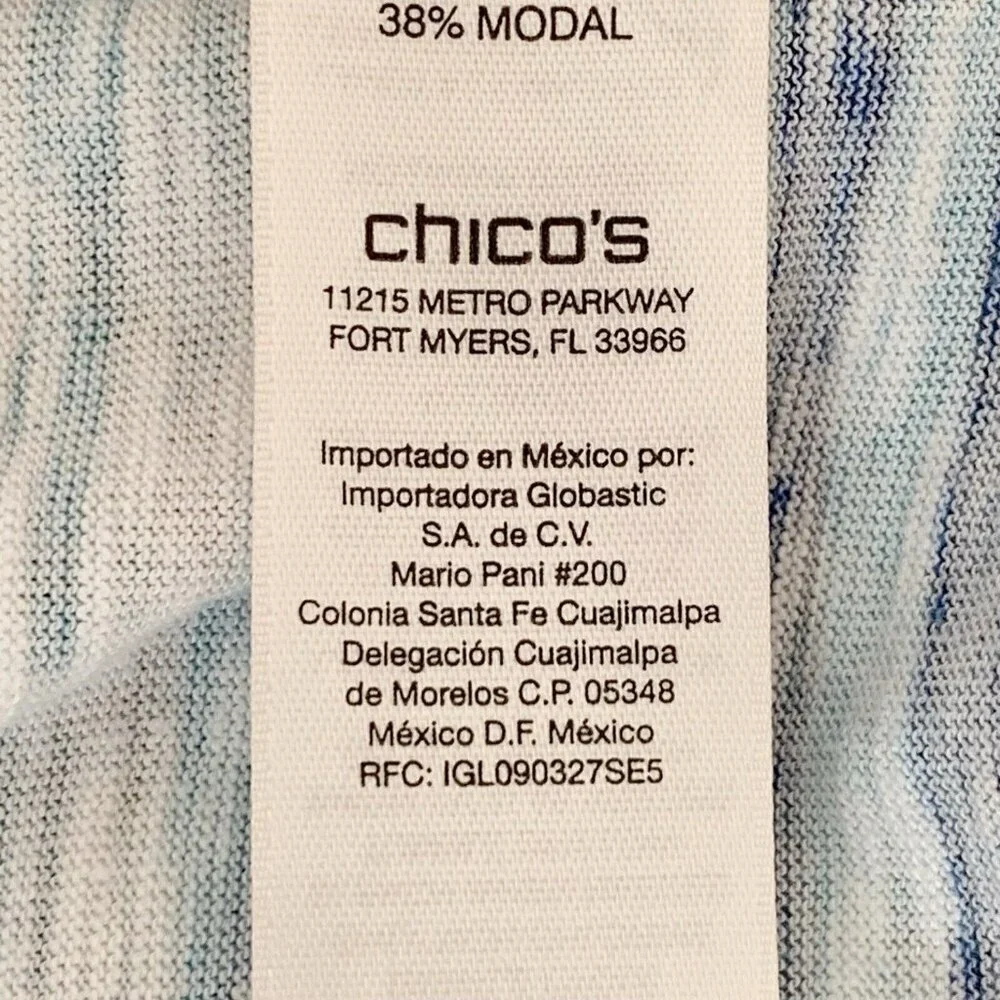 38% MODAL
chico's
11215 METRO PARKWAY
FORT MYERS, FL 33966
Importado en México por:
Importadora Globastic
S.A. de C.V.
Mario Pani #200
Colonia Santa Fe Cuajimalpa
Delegación Cuajimalpa
de Morelos C.P. 05348
México D.F. México
RFC: IGL090327SE5